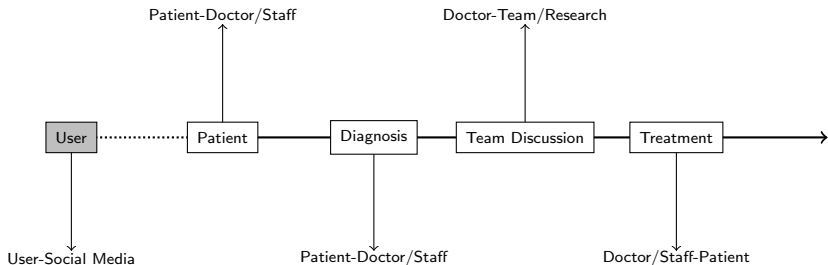 Patient-Doctor/Staff
Doctor-Team/Research
User
Patient
Diagnosis
Team Discussion
Treatment
User-Social Media
Patient-Doctor/Staff
Doctor/Staff-Patient